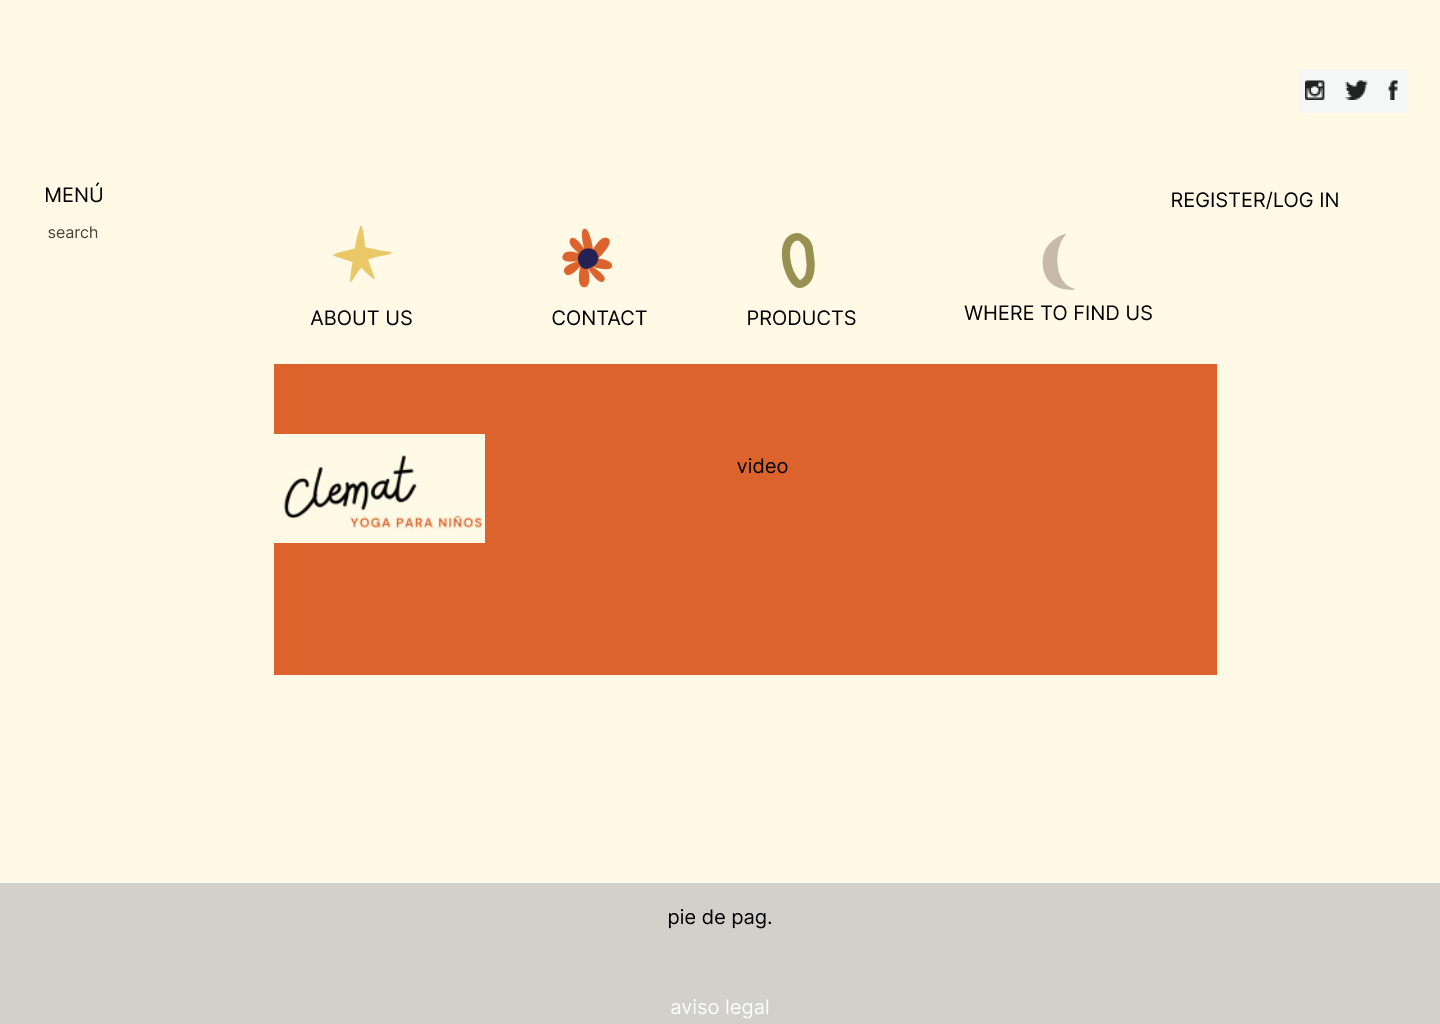 MENÚ
REGISTER/LOG IN
search
ABOUT US
CONTACT
PRODUCTS
WHERE TO FIND US
video
Clemat
YOGA PARA NIÑOS
pie de pag.
aviso legal